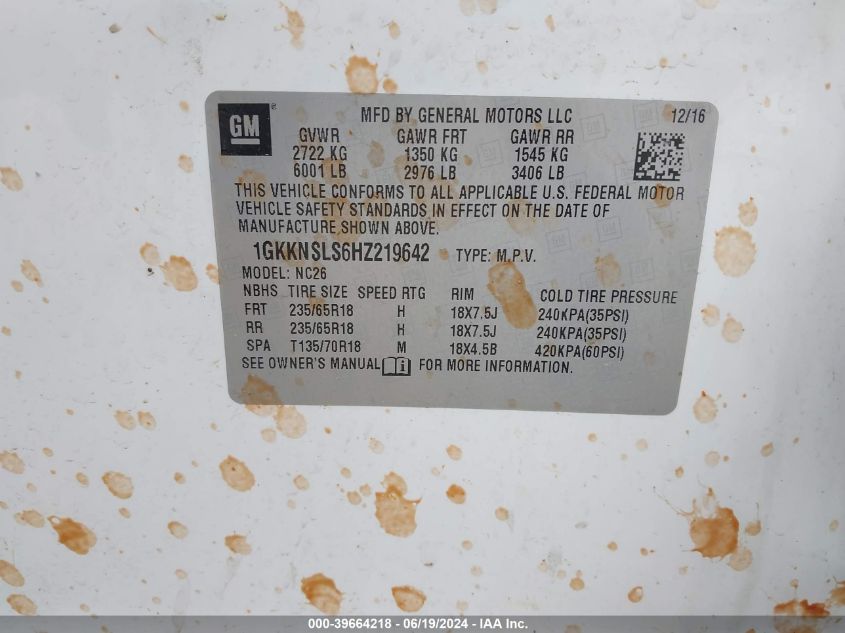 GM ®
MFD BY GENERAL MOTORS LLC 12/16
GVWR GAWR FRT GAWR RR
2722 KG 1350 KG 1545 KG
6001 LB 2976 LB 3406 LB
THIS VEHICLE CONFORMS TO ALL APPLICABLE U.S. FEDERAL MOTOR
VEHICLE SAFETY STANDARDS IN EFFECT ON THE DATE OF
MANUFACTURE SHOWN ABOVE.
1GKKNSLS6HZ219642 TYPE: M.P.V.
MODEL: NC26
NBHS TIRE SIZE SPEED RTG RIM COLD TIRE PRESSURE
FRT 235/65R18 H 18X7.5J 240KPA(35PSI)
RR 235/65R18 H 18X7.5J 240KPA(35PSI)
SPA T135/70R18 M 18X4.5B 420KPA(60PSI)
SEE OWNER'S MANUAL i FOR MORE INFORMATION.
000-39664218 - 06/19/2024 - IAA Inc.